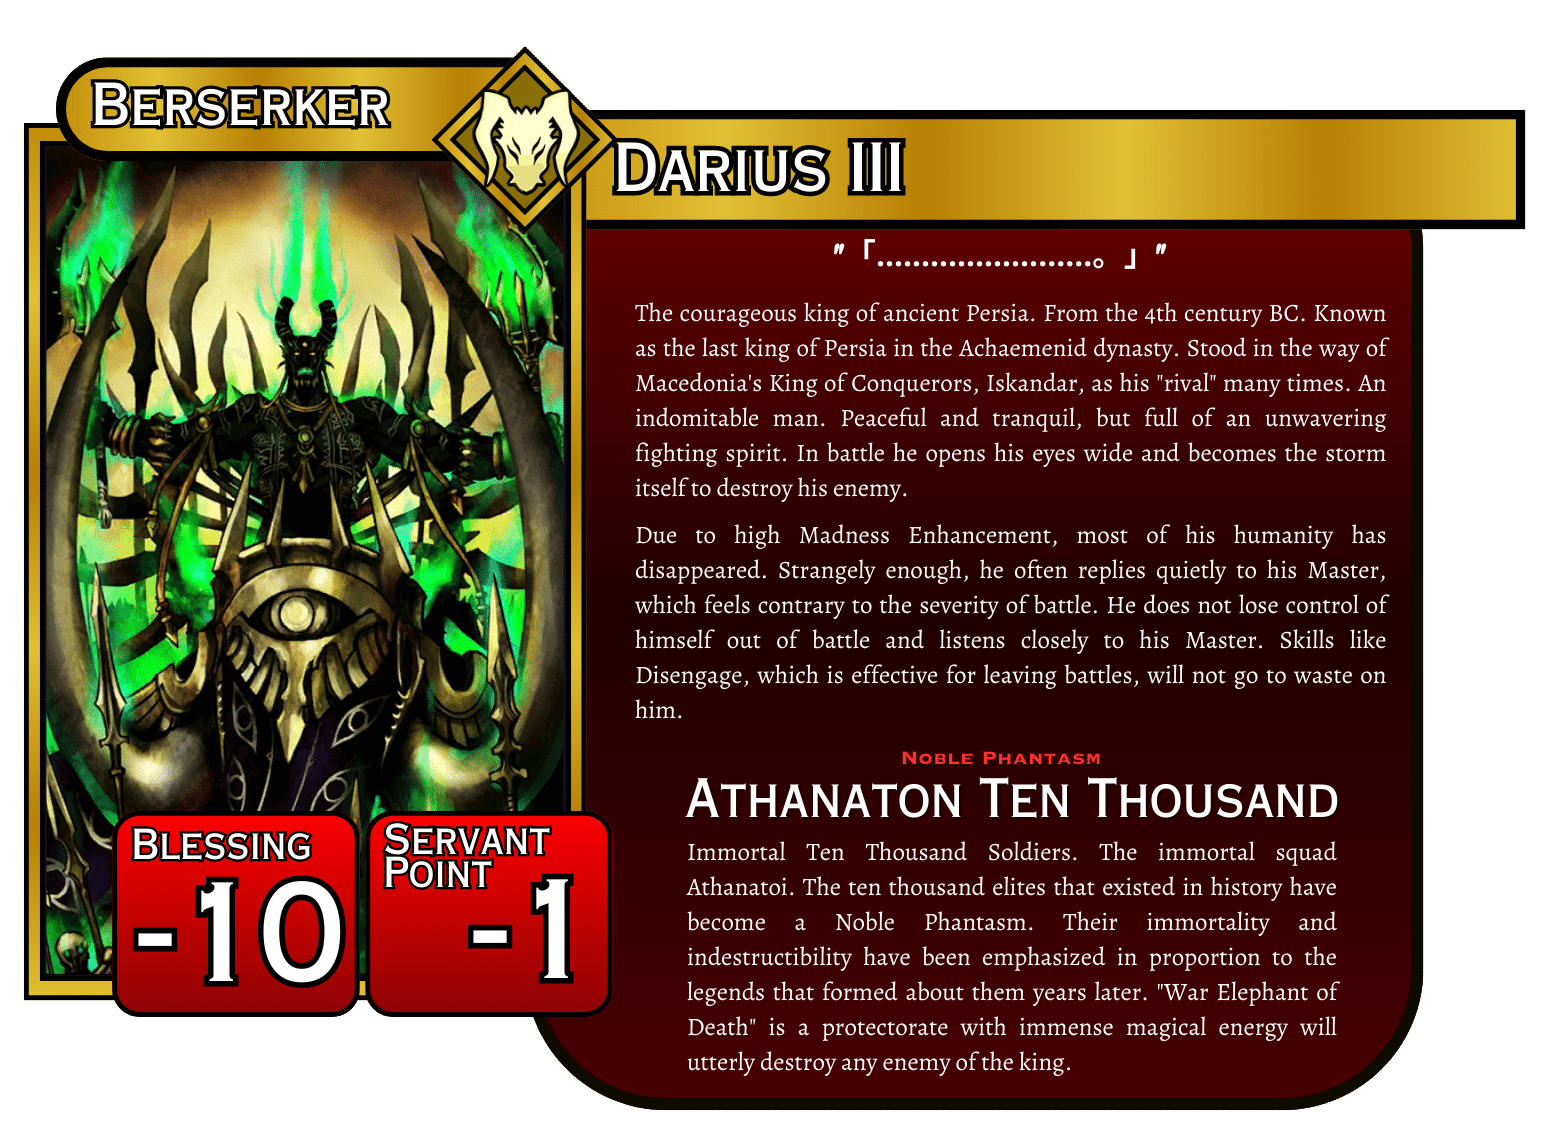 Berserker
Darius III
"「........................。」"
The courageous king of ancient Persia. From the 4th century BC. Known
as the last king of Persia in the Achaemenid dynasty. Stood in the way of
Macedonia's King of Conquerors, Iskandar, as his "rival" many times. An
indomitable man. Peaceful and tranquil, but full of an unwavering
fighting spirit. In battle he opens his eyes wide and becomes the storm
itself to destroy his enemy.
Due to high Madness Enhancement, most of his humanity has
disappeared. Strangely enough, he often replies quietly to his Master,
which feels contrary to the severity of battle. He does not lose control of
himself out of battle and listens closely to his Master. Skills like
Disengage, which is effective for leaving battles, will not go to waste on
him.
Noble Phantasm
Athanaton Ten Thousand
Immortal Ten Thousand Soldiers. The immortal squad
Athanatoi. The ten thousand elites that existed in history have
become a Noble Phantasm. Their immortality and
indestructibility have been emphasized in proportion to the
legends that formed about them years later. "War Elephant of
Death" is a protectorate with immense magical energy will
utterly destroy any enemy of the king.
Blessing
-10
Servant
Point
-1